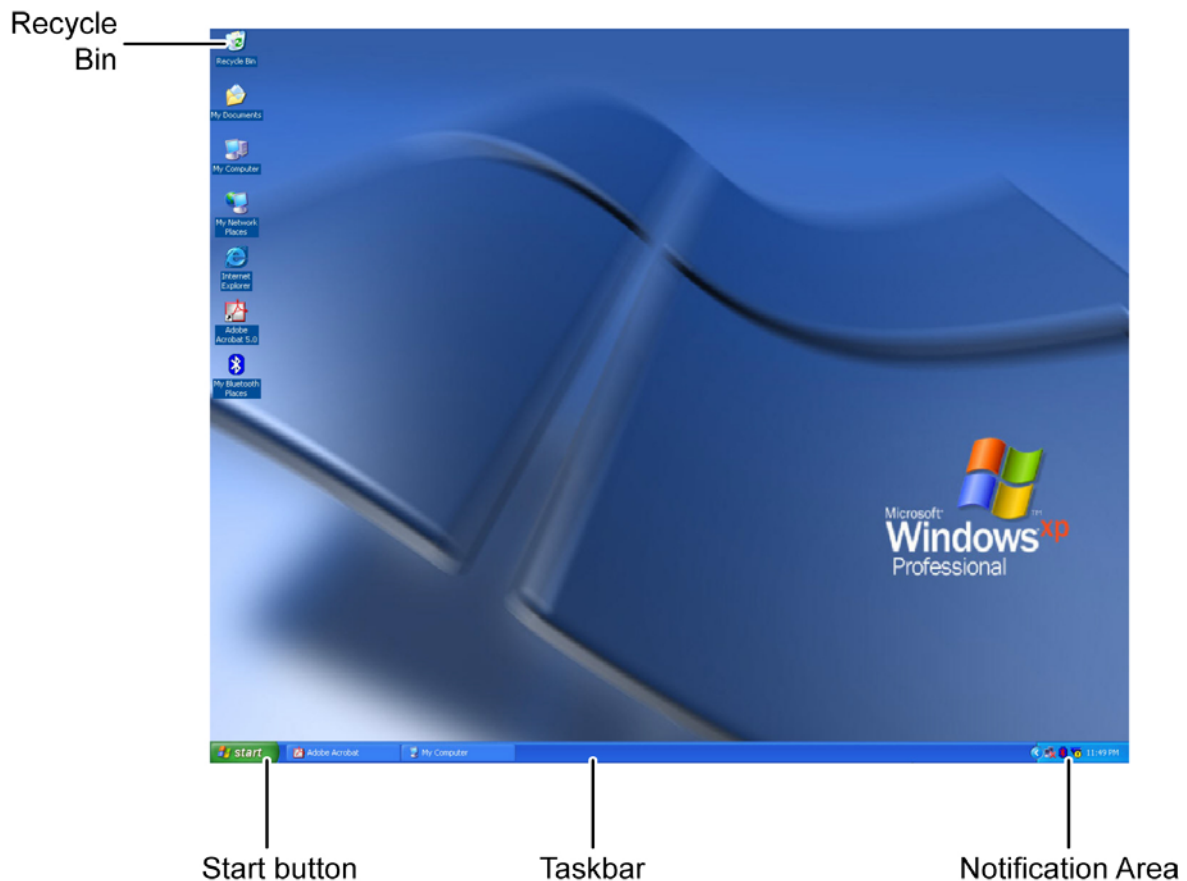 Recycle
Bin
Recycle Bin
My Documents
My Computer
My Network
Places
Internet
Explorer
Adobe
Acrobat 5.0
My Bluetooth
Places
Microsoft
Windows xp
TM
Professional
start
Adobe Acrobat
My Computer
11:49 PM
Start button
Taskbar
Notification Area